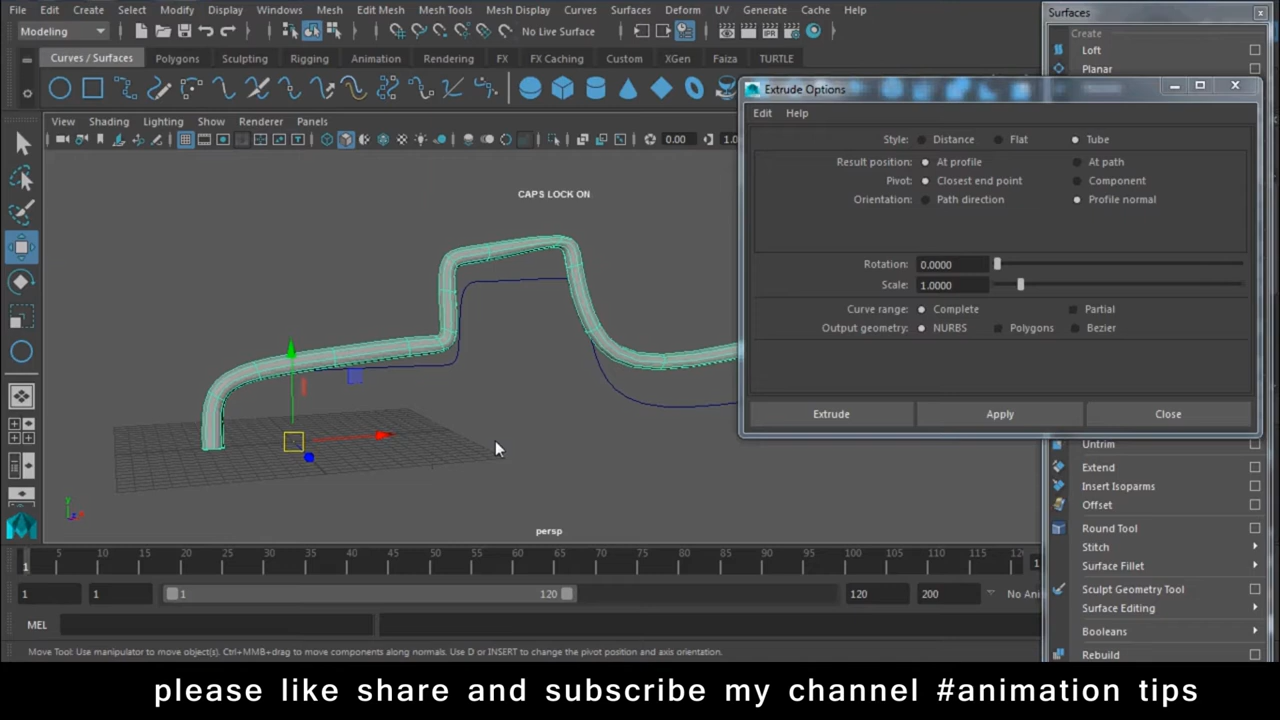 File Edit Create Select Modify Display Windows Mesh Edit Mesh Mesh Tools Mesh Display Curves Surfaces Deform UV Generate Cache Help
Surfaces
Modeling
No Live Surface
Create
Loft
Planar
Curves / Surfaces Polygons Sculpting Rigging Animation Rendering FX FX Caching Custom XGen Faiza TURTLE
Extrude Options
Edit Help
View Shading Lighting Show Renderer Panels
0.00
1.0
Style: Distance Flat Tube
Result position: At profile At path
Pivot: Closest end point Component
Orientation: Path direction Profile normal
CAPS LOCK ON
Rotation: 0.0000
Scale: 1.0000
Curve range: Complete Partial
Output geometry: NURBS Polygons Bezier
Extrude Apply Close
Untrim
Extend
Insert Isoparms
Offset
Round Tool
Stitch
Surface Fillet
Sculpt Geometry Tool
Surface Editing
Booleans
Rebuild
y
persp
5 10 15 20 25 30 35 40 45 50 55 60 65 70 75 80 85 90 95 100 105 110 115 12
1
1
1 1 1 120 120 200 No Ani
MEL
Move Tool: Use manipulator to move object(s). Ctrl+MMB+drag to move components along normals. Use D or INSERT to change the pivot position and axis orientation.
please like share and subscribe my channel #animation tips